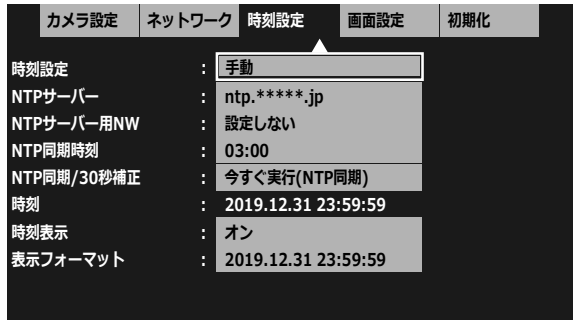 カメラ設定 ネットワーク 時刻設定 画面設定 初期化
時刻設定 : 手動
NTPサーバー : ntp.*****.jp
NTPサーバー用NW : 設定しない
NTP同期時刻 : 03:00
NTP同期/30秒補正 : 今すぐ実行(NTP同期)
時刻 : 2019.12.31 23:59:59
時刻表示 : オン
表示フォーマット : 2019.12.31 23:59:59